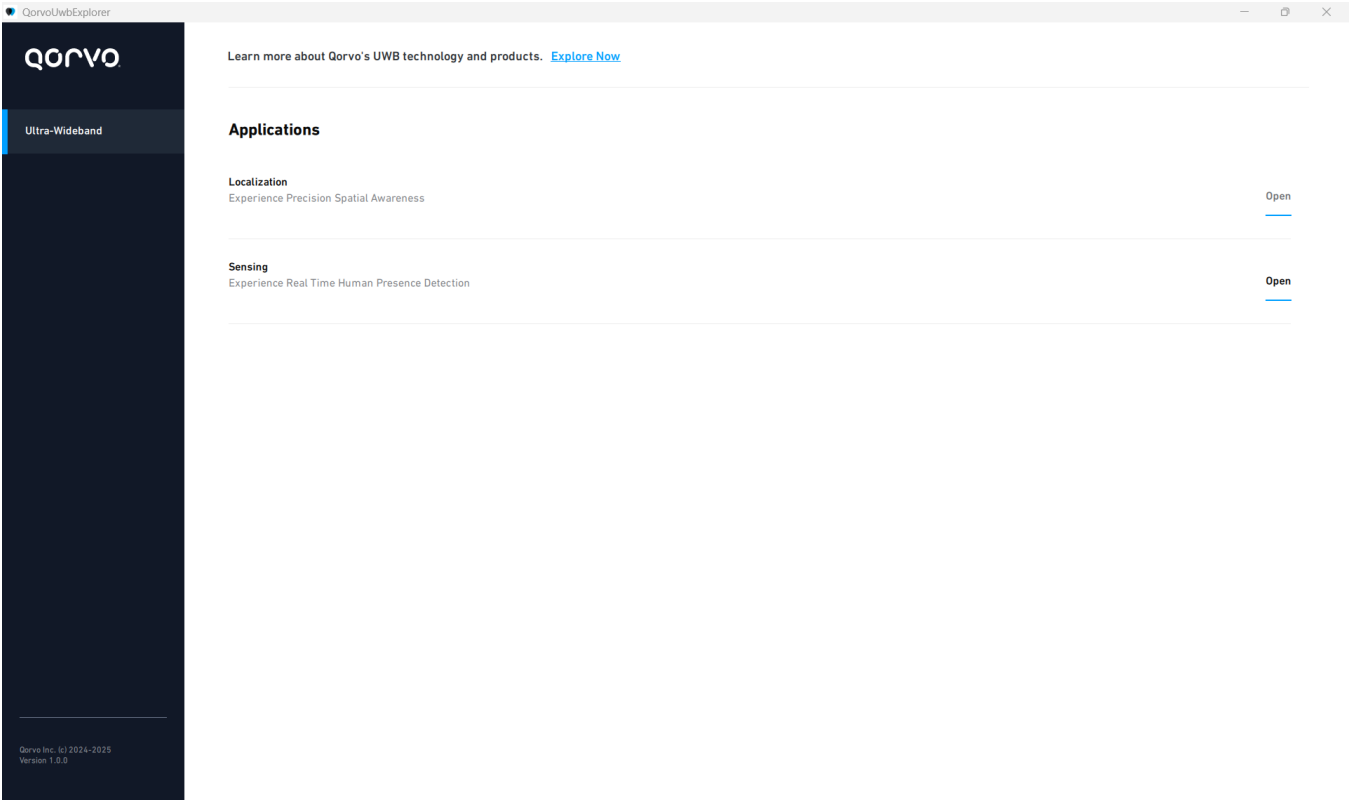 QorvoUwbExplorer
QORVO
Ultra-Wideband
Learn more about Qorvo's UWB technology and products. Explore Now
Applications
Localization
Experience Precision Spatial Awareness
Open
Sensing
Experience Real Time Human Presence Detection
Open
Qorvo Inc. (c) 2024-2025
Version 1.0.0